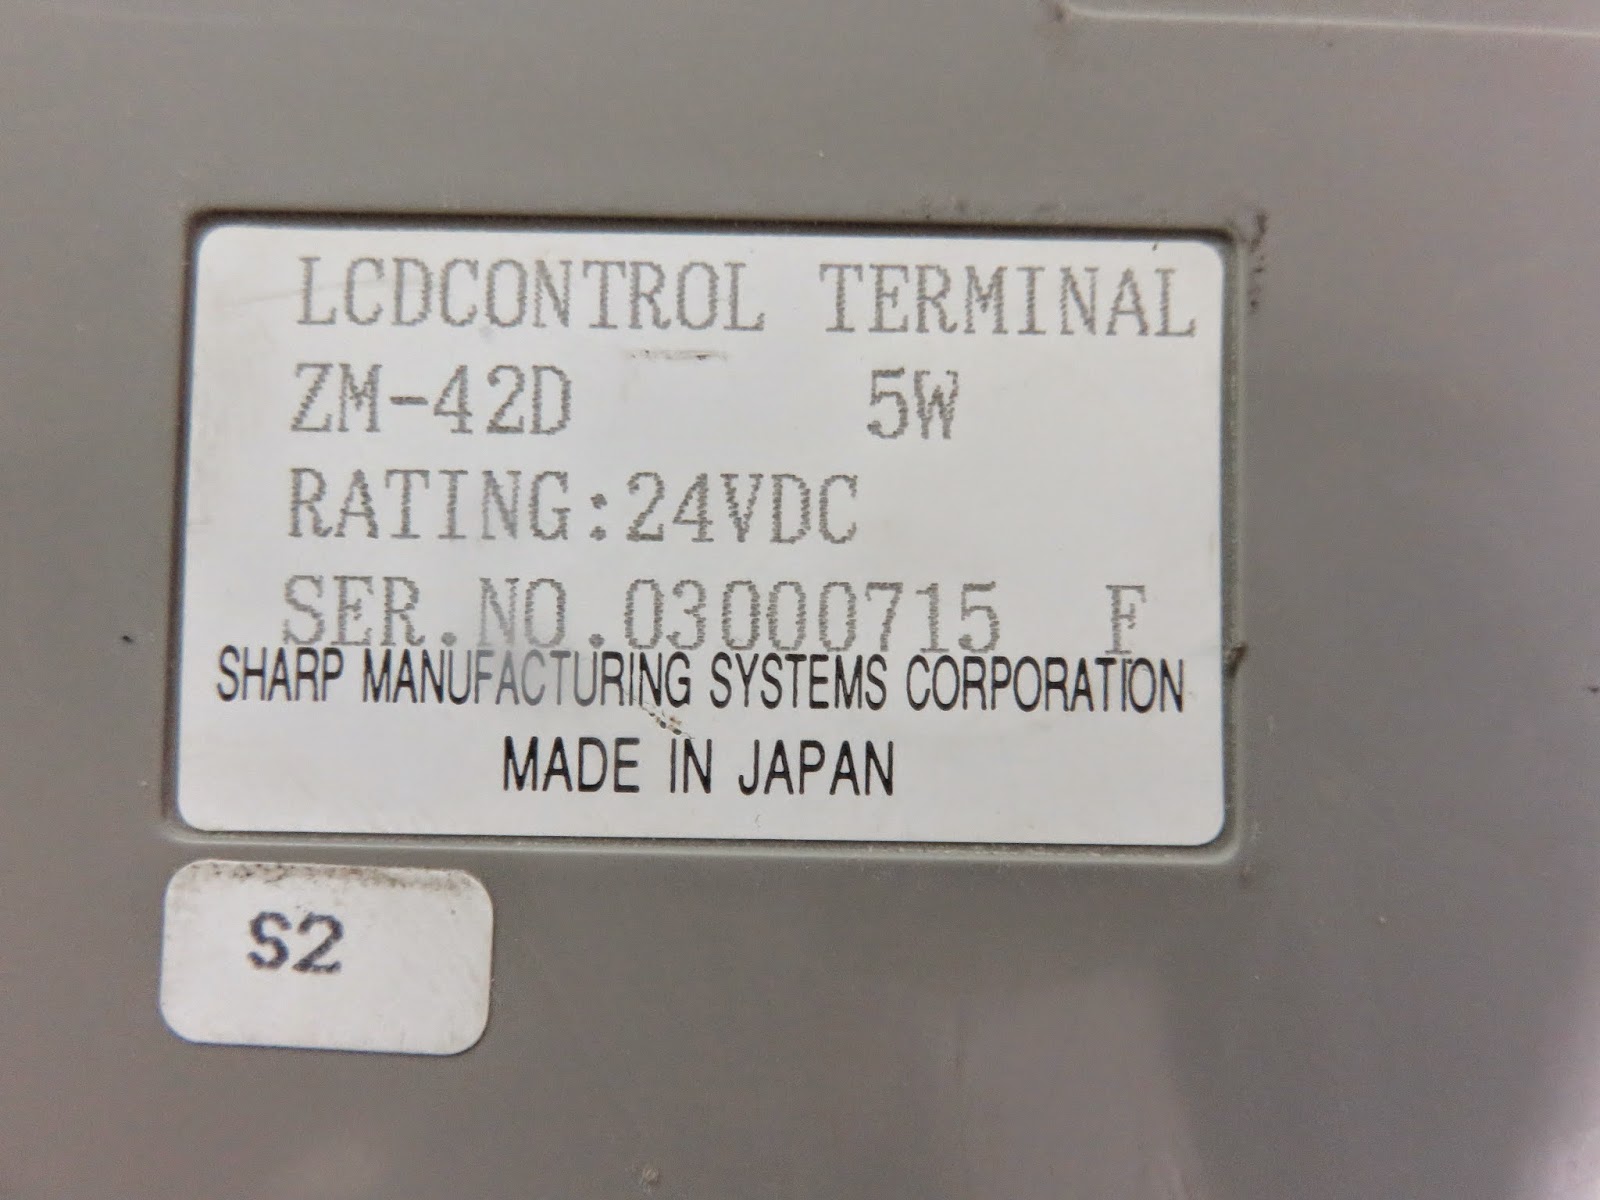 LCDCONTROL TERMINAL
ZM-42D 5W
RATING:24VDC
SER.NO.03000715 F
SHARP MANUFACTURING SYSTEMS CORPORATION
MADE IN JAPAN
S2